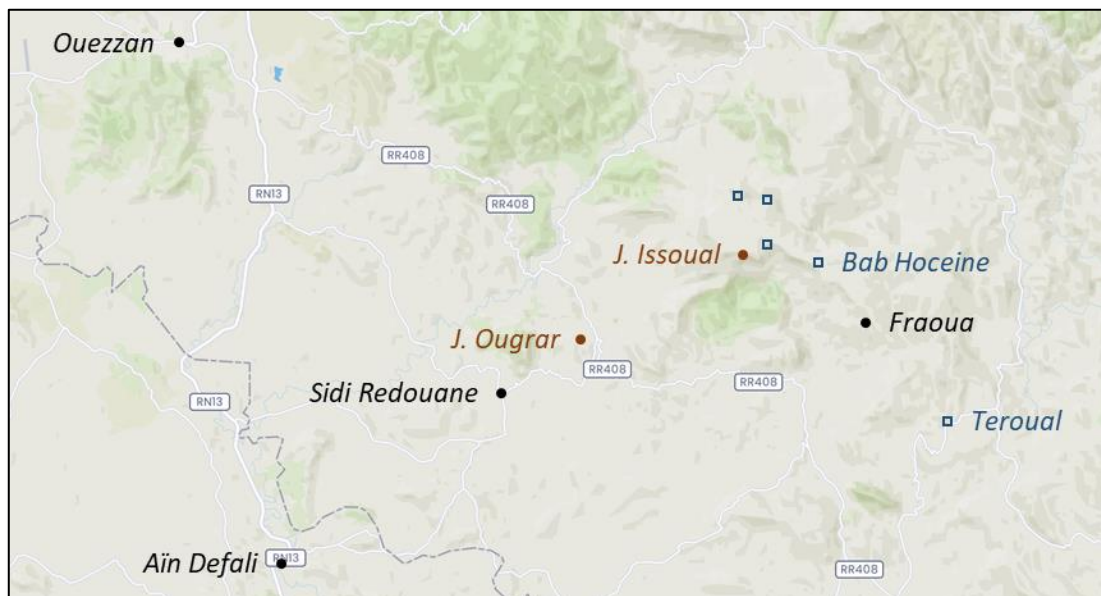 Ouezzan
RR408
RN13
RR408
J. Issoual
Bab Hoceine
Fraoua
J. Ougrar
RR408
RR408
Sidi Redouane
RN13
Teroual
Aïn Defali
RN13
RR408